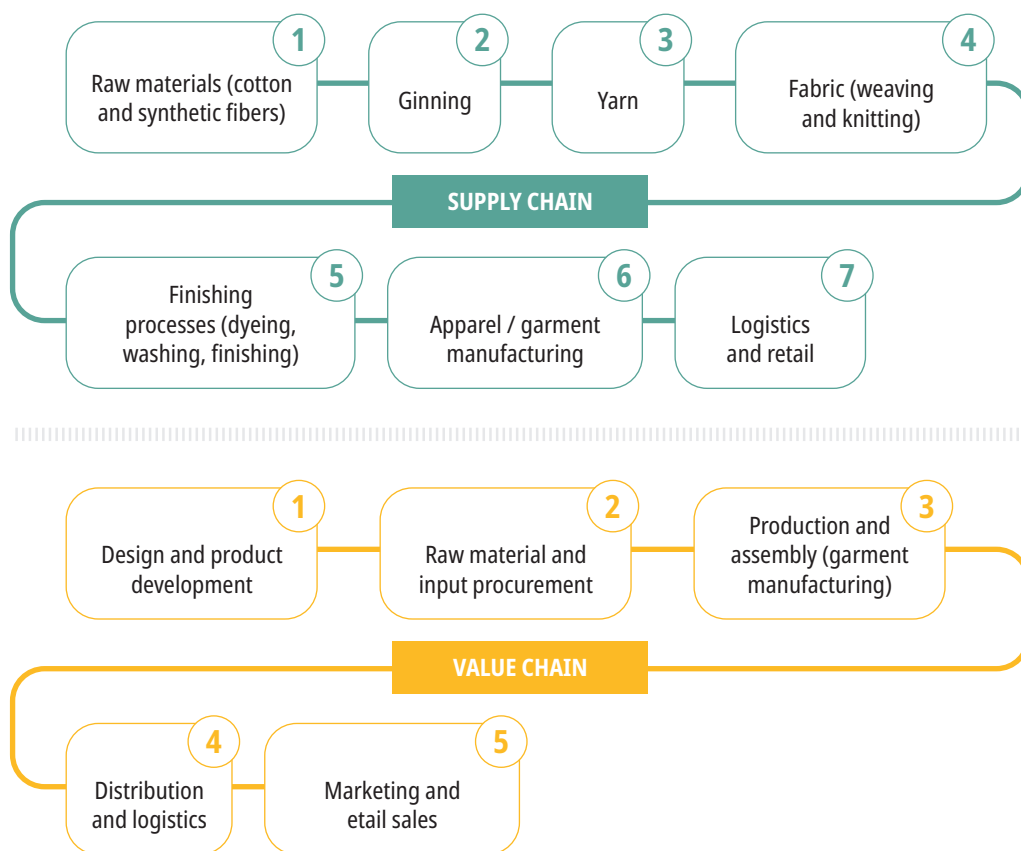 1
Raw materials (cotton
and synthetic fibers)
2
Ginning
3
Yarn
4
Fabric (weaving
and knitting)
SUPPLY CHAIN
5
Finishing
processes (dyeing,
washing, finishing)
6
Apparel / garment
manufacturing
7
Logistics
and retail
1
Design and product
development
2
Raw material and
input procurement
3
Production and
assembly (garment
manufacturing)
VALUE CHAIN
4
Distribution
and logistics
5
Marketing and
etail sales